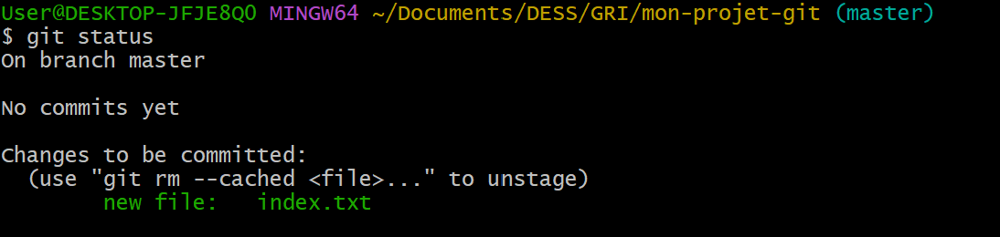 User@DESKTOP-JFJE8QO MINGW64 ~/Documents/DESS/GRI/mon-projet-git (master)
$ git status
On branch master
No commits yet
Changes to be committed:
(use "git rm --cached <file>..." to unstage)
new file: index.txt